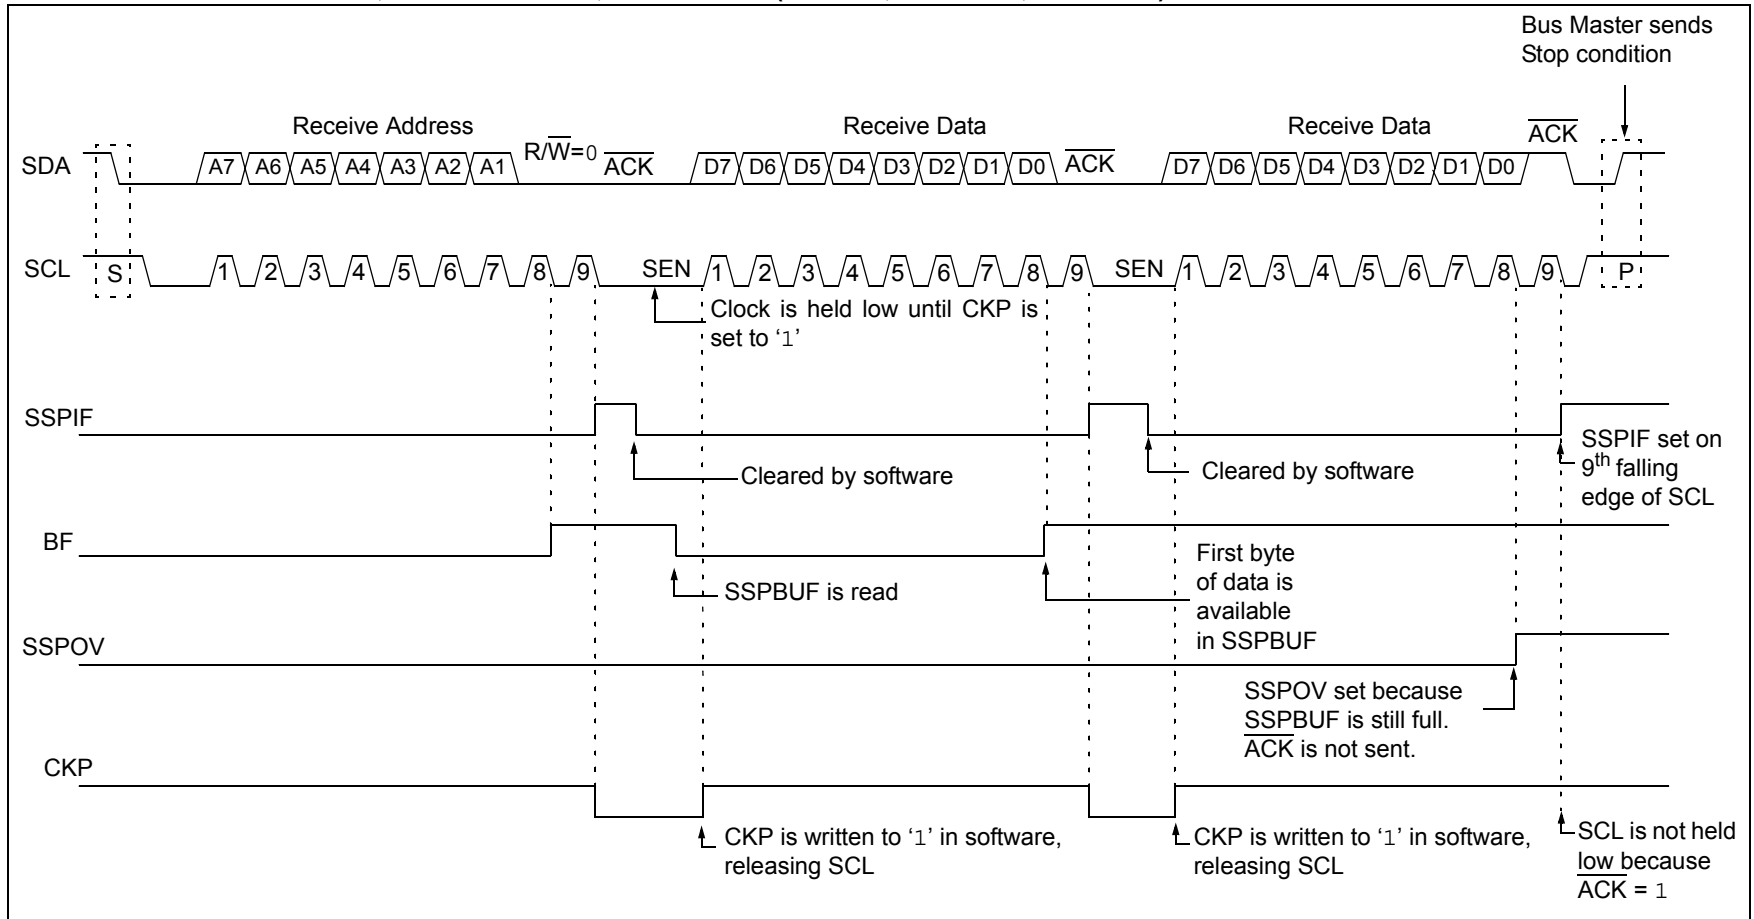 Bus Master sends
Stop condition
Receive Address
Receive Data
Receive Data
ACK
SDA
A7 A6 A5 A4 A3 A2 A1
R/W=0
ACK
D7 D6 D5 D4 D3 D2 D1 D0
ACK
D7 D6 D5 D4 D3 D2 D1 D0
SCL
S
1 2 3 4 5 6 7 8 9
SEN
1 2 3 4 5 6 7 8 9
SEN
1 2 3 4 5 6 7 8 9
P
Clock is held low until CKP is
set to ‘1’
SSPIF
Cleared by software
Cleared by software
SSPIF set on
9th falling
edge of SCL
BF
SSPBUF is read
First byte
of data is
available
in SSPBUF
SSPOV
SSPOV set because
SSPBUF is still full.
ACK is not sent.
CKP
CKP is written to ‘1’ in software,
releasing SCL
CKP is written to ‘1’ in software,
releasing SCL
SCL is not held
low because
ACK = 1